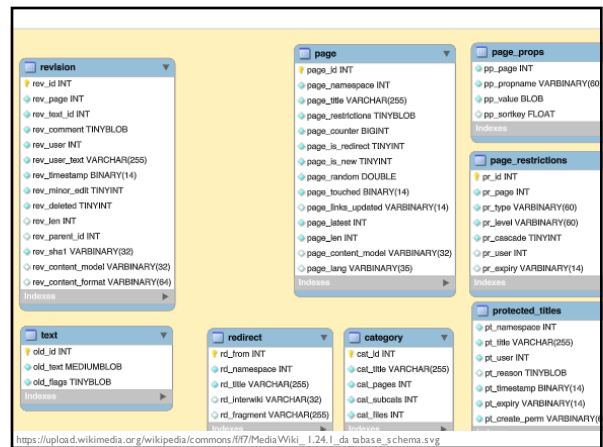 revision
rev_id INT
rev_page INT
rev_text_id INT
rev_comment TINYBLOB
rev_user INT
rev_user_text VARCHAR(255)
rev_timestamp BINARY(14)
rev_minor_edit TINYINT
rev_deleted TINYINT
rev_len INT
rev_parent_id INT
rev_sha1 VARBINARY(32)
rev_content_model VARBINARY(32)
rev_content_format VARBINARY(64)
Indexes
page
page_id INT
page_namespace INT
page_title VARCHAR(255)
page_restrictions TINYBLOB
page_counter BIGINT
page_is_redirect TINYINT
page_is_new TINYINT
page_random DOUBLE
page_touched BINARY(14)
page_links_updated VARBINARY(14)
page_latest INT
page_len INT
page_content_model VARBINARY(32)
page_lang VARBINARY(35)
Indexes
page_props
pp_page INT
pp_propname VARBINARY(60
pp_value BLOB
pp_sortkey FLOAT
Indexes
page_restrictions
pr_id INT
pr_page INT
pr_type VARBINARY(60)
pr_level VARBINARY(60)
pr_cascade TINYINT
pr_user INT
pr_expiry VARBINARY(14)
Indexes
text
old_id INT
old_text MEDIUMBLOB
old_flags TINYBLOB
Indexes
redirect
rd_from INT
rd_namespace INT
rd_title VARCHAR(255)
rd_interwiki VARCHAR(32)
rd_fragment VARCHAR(255)
category
cat_id INT
cat_title VARCHAR(255)
cat_pages INT
cat_subcats INT
cat_files INT
protected_titles
pt_namespace INT
pt_title VARCHAR(255)
pt_user INT
pt_reason TINYBLOB
pt_timestamp BINARY(14)
pt_expiry VARBINARY(14)
pt_create_perm VARBINARY(
https://upload.wikimedia.org/wikipedia/commons/f/f7/MediaWiki_1.24.1_da tabase_schema.svg